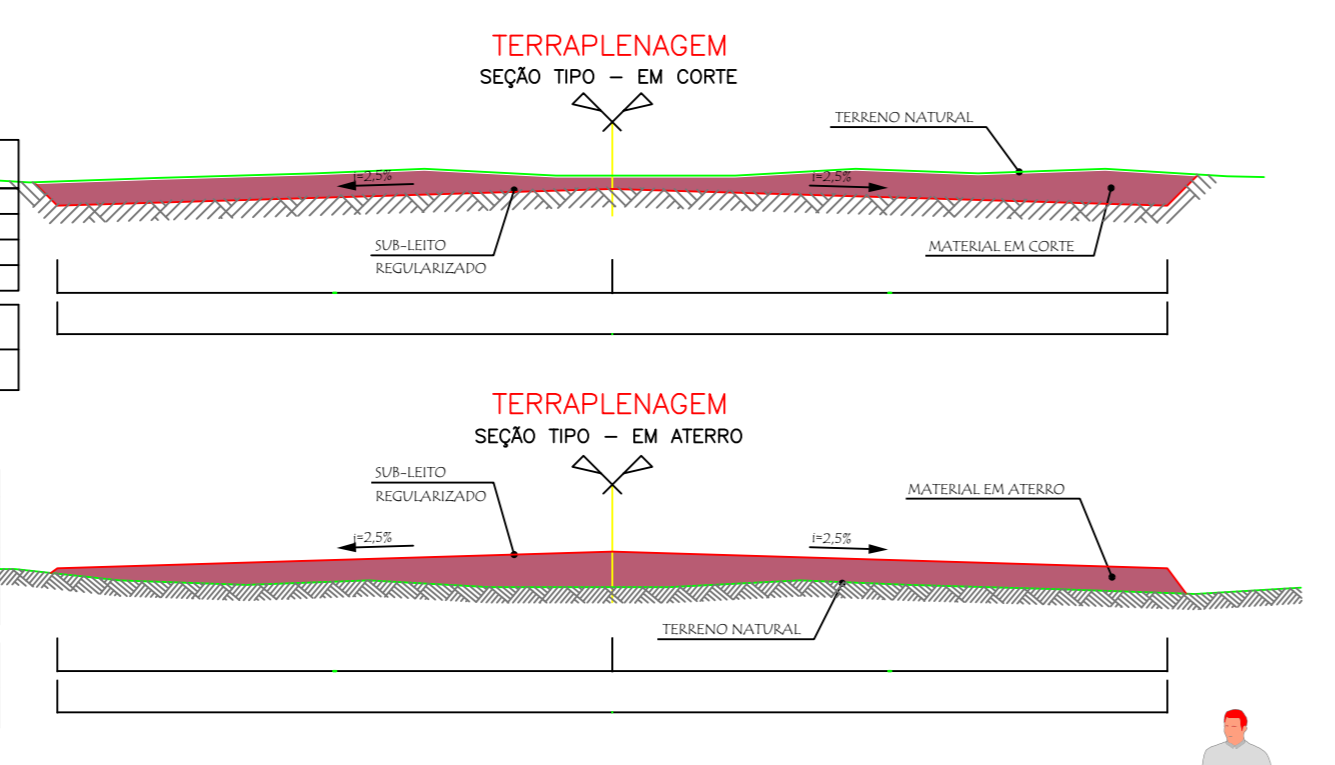 TERRAPLENAGEM
SEÇÃO TIPO – EM CORTE
TERRENO NATURAL
i=2,5%
i=2,5%
SUB-LEITO
REGULARIZADO
MATERIAL EM CORTE
TERRAPLENAGEM
SEÇÃO TIPO – EM ATERRO
SUB-LEITO
REGULARIZADO
MATERIAL EM ATERRO
i=2,5%
i=2,5%
TERRENO NATURAL